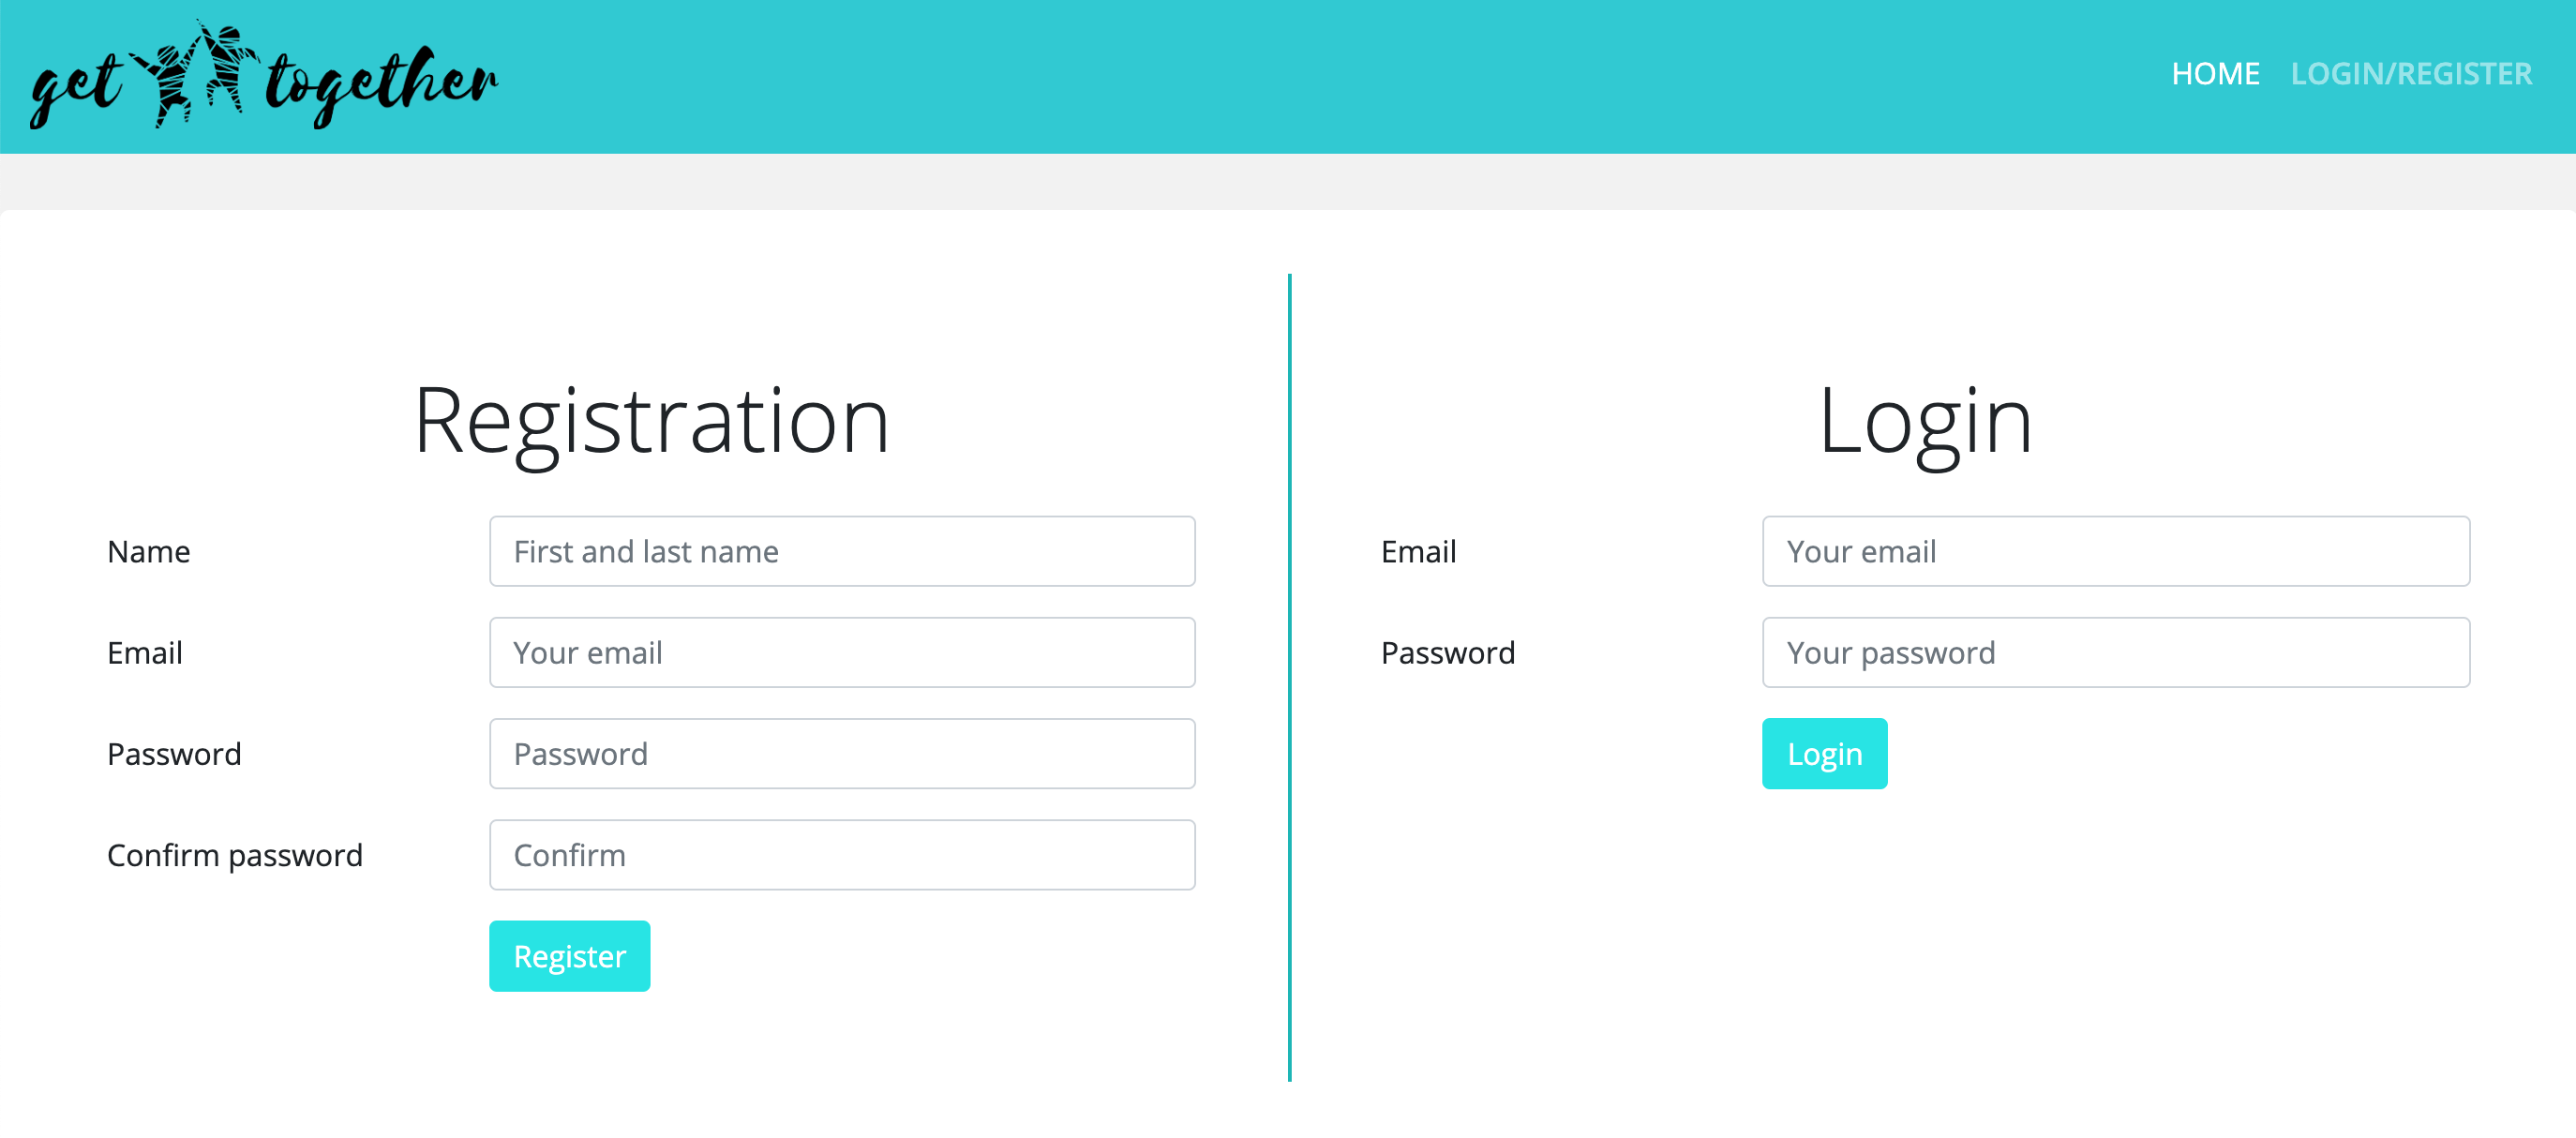 get together
HOME LOGIN/REGISTER
Registration
Name First and last name
Email Your email
Password Password
Confirm password Confirm
Register
Login
Email Your email
Password Your password
Login